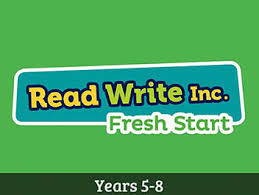 Read Write Inc.
Fresh Start
Years 5-8